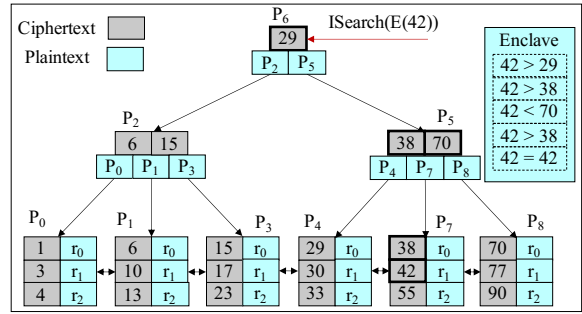 P6
Ciphertext
Plaintext
29
ISearch(E(42))
P2 P5
Enclave
42 > 29
42 > 38
42 < 70
42 > 38
42 = 42
P2
6 15
P0 P1 P3
P5
38 70
P4 P7 P8
P0
1 r0
3 r1
4 r2
P1
6 r0
10 r1
13 r2
P3
15 r0
17 r1
23 r2
P4
29 r0
30 r1
33 r2
P7
38 r0
42 r1
55 r2
P8
70 r0
77 r1
90 r2